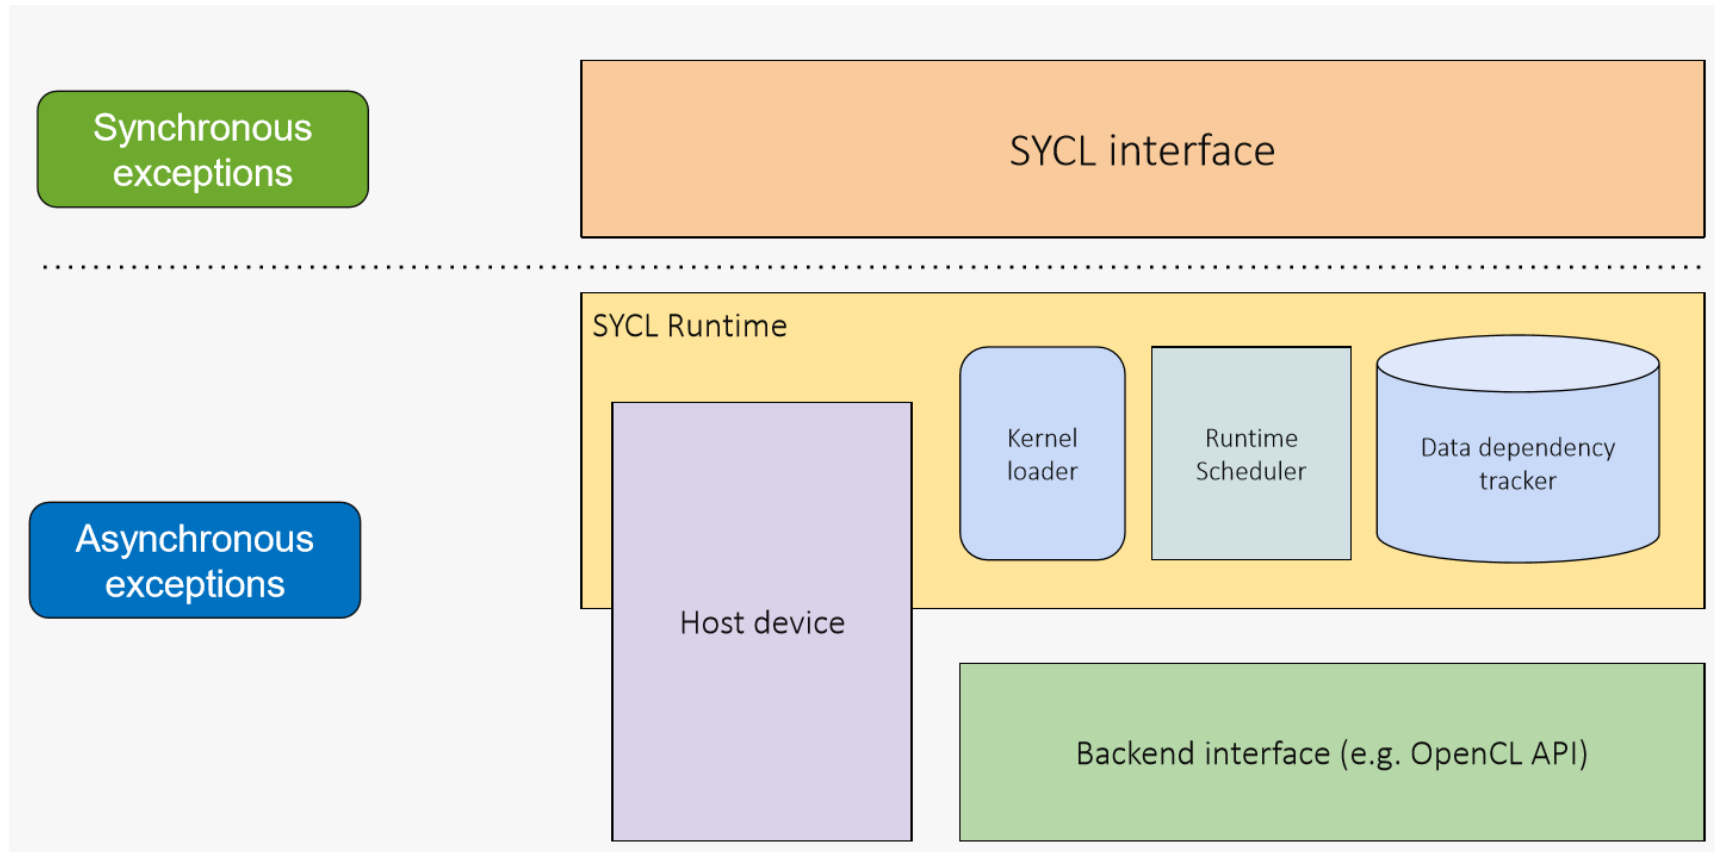 Synchronous
exceptions
SYCL interface
SYCL Runtime
Kernel
loader
Runtime
Scheduler
Data dependency
tracker
Asynchronous
exceptions
Host device
Backend interface (e.g. OpenCL API)